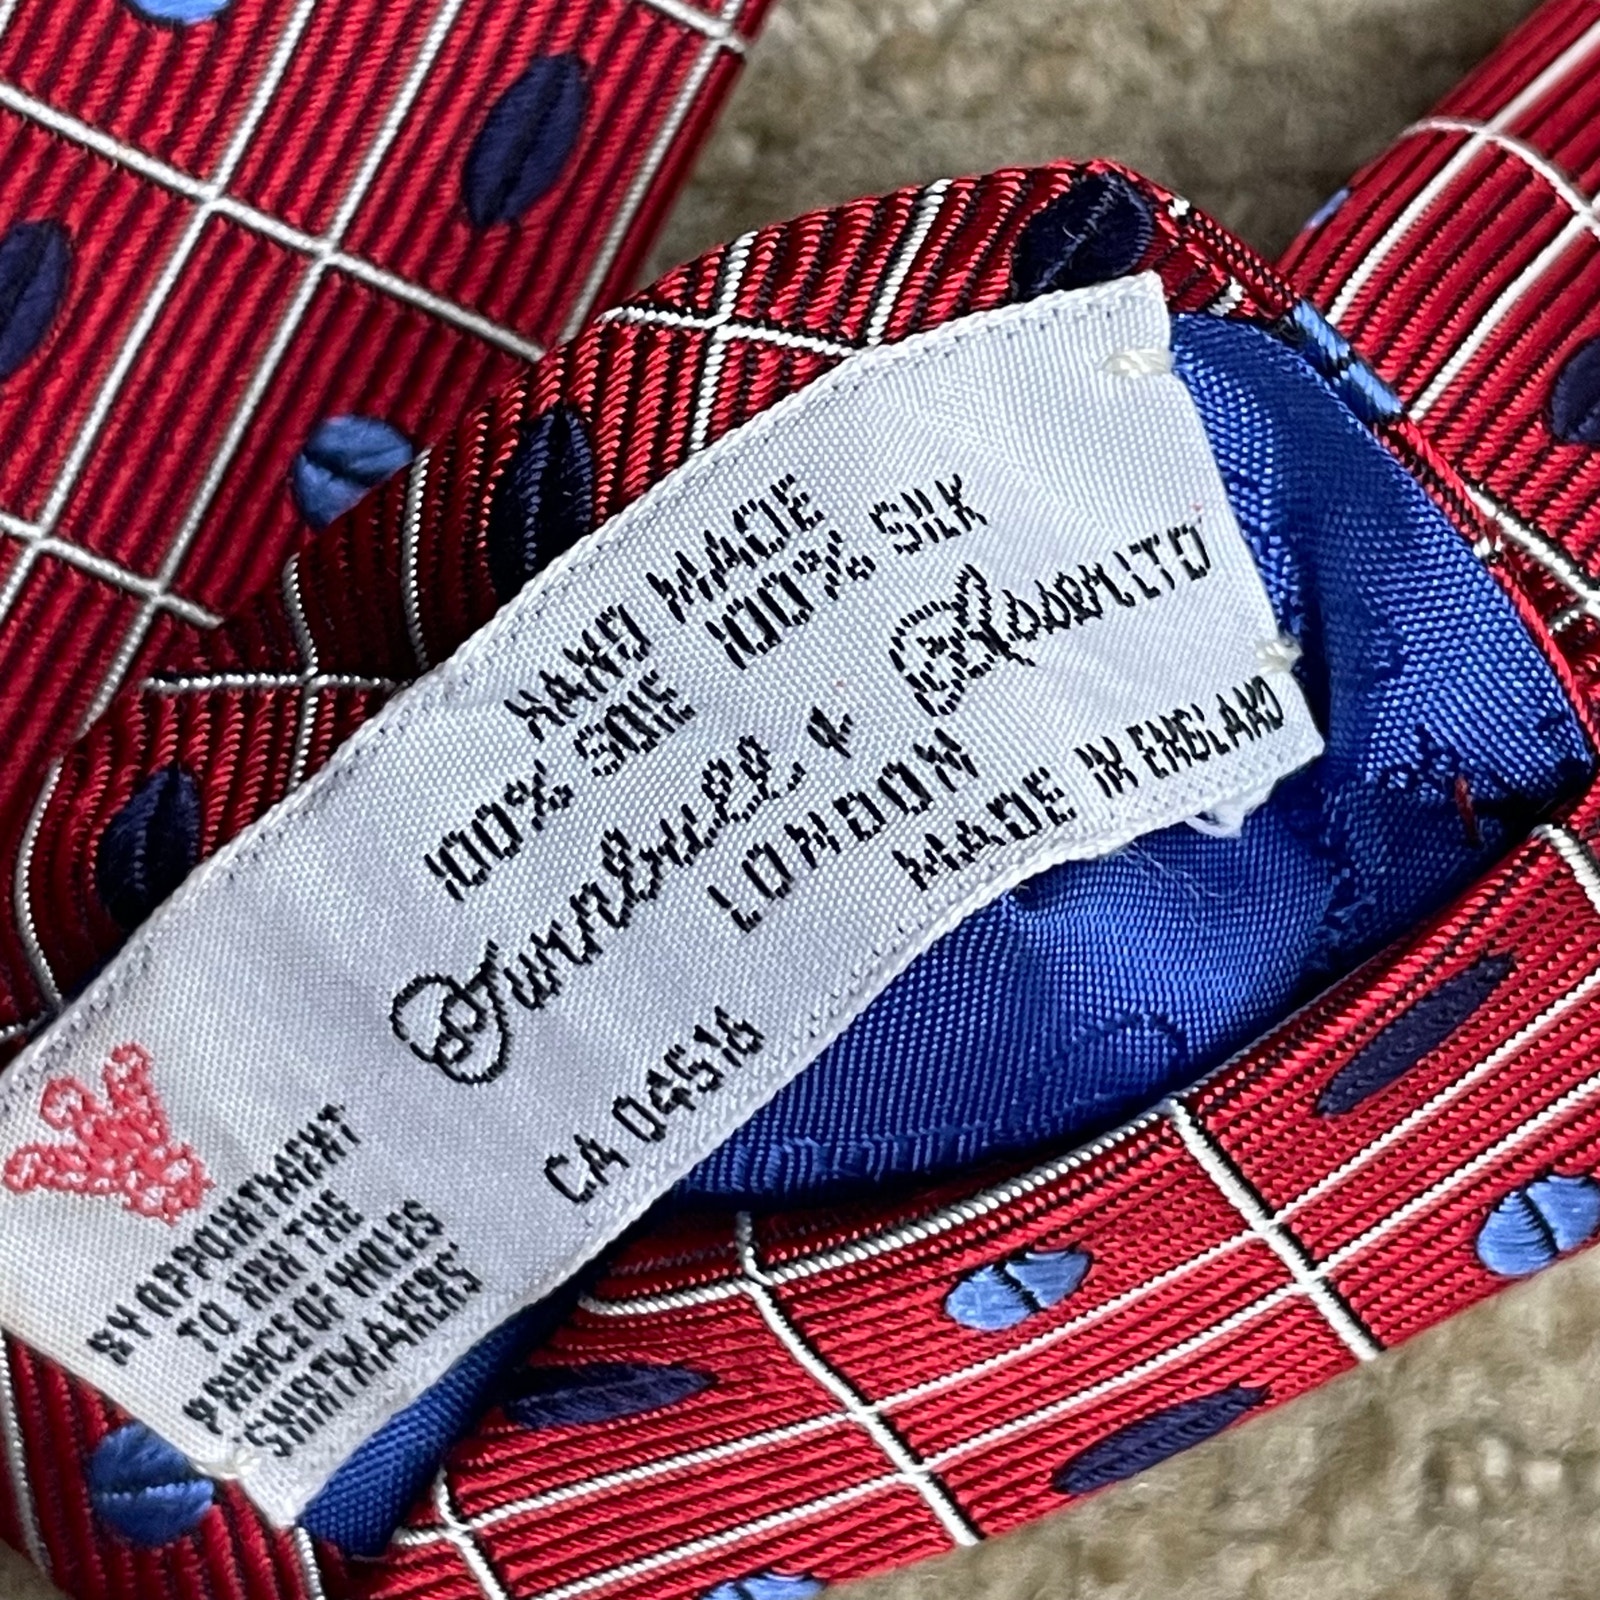 HAND MADE
100% SOIE 100% SILK
Turnbull & Asser LTD
LONDON
MADE IN ENGLAND
CA 04516
BY APPOINTMENT
TO HRH THE
PRINCE OF WALES
SHIRTMAKERS